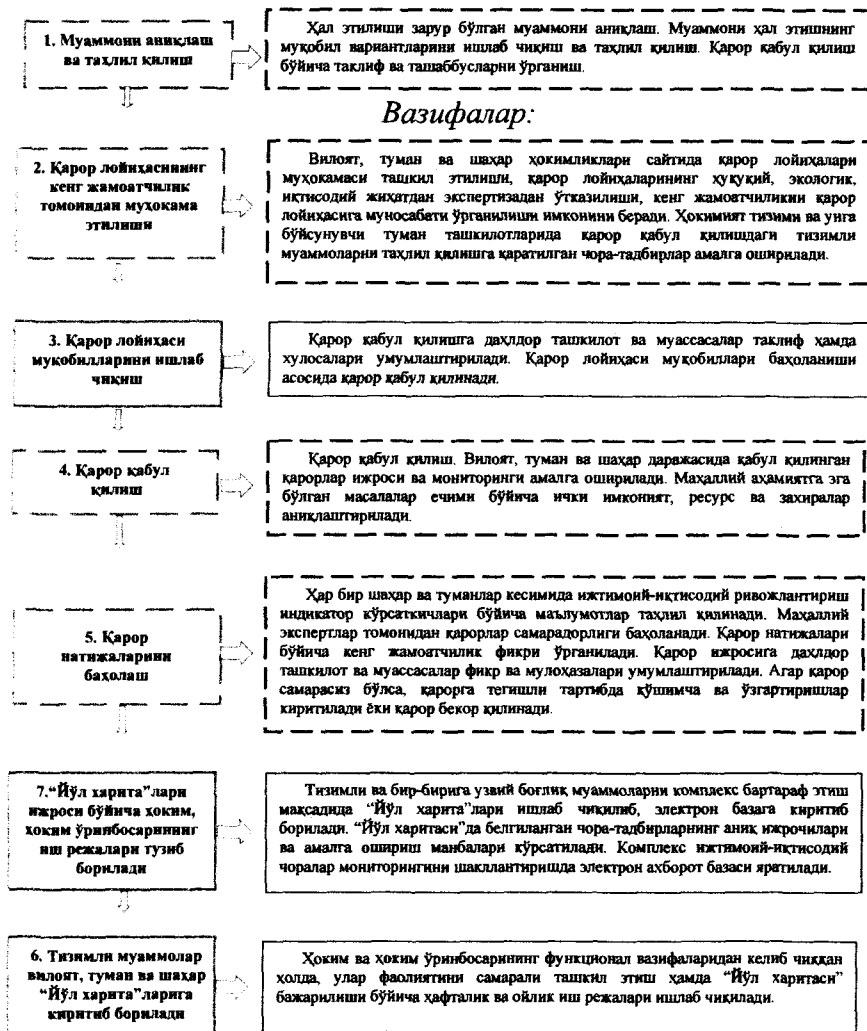 1. Муаммони аниқлаш
ва таҳлил қилиш
Ҳал этилиши зарур бўлган муаммони аниқлаш. Муаммони ҳал этишнинг
муқобил вариантларини ишлаб чиқиш ва таҳлил қилиш. Қарор қабул қилиш
бўйича таклиф ва ташаббусларни ўрганиш.
Вазифалар:
2. Қарор лойиҳасининг
кенг жамоатчилик
томонидан муҳокама
этилиши
Вилоят, туман ва шаҳар ҳокимликлари сайтида қарор лойиҳалари
муҳокамаси ташкил этилиши, қарор лойиҳаларининг ҳуқуқий, экологик,
иқтисодий жиҳатдан экспертизадан ўтказилиши, кенг жамоатчиликни қарор
лойиҳасига муносабати ўрганилиши имконини беради. Ҳокимият тизими ва унга
бўйсунувчи туман ташкилотларида қарор қабул қилишдаги тизимли
муаммоларни таҳлил қилишга қаратилган чора-тадбирлар амалга оширилади.
3. Қарор лойиҳаси
муқобилларини ишлаб
чиқиш
Қарор қабул қилишга даҳлдор ташкилот ва муассасалар таклиф ҳамда
хулосалари умумлаштирилади. Қарор лойиҳаси муқобиллари баҳоланиши
асосида қарор қабул қилинади.
4. Қарор қабул
қилиш
Қарор қабул қилиш. Вилоят, туман ва шаҳар даражасида қабул қилинган
қарорлар ижроси ва мониторинги амалга оширилади. Маҳаллий аҳамиятга эга
бўлган масалалар ечими бўйича ички имконият, ресурс ва захиралар
аниқлаштирилади.
5. Қарор
натижаларини
баҳолаш
Ҳар бир шаҳар ва туманлар кесимида ижтимоий-иқтисодий ривожлантириш
индикатор кўрсаткичлари бўйича маълумотлар таҳлил қилинади. Маҳаллий
экспертлар томонидан қарорлар самарадорлиги баҳоланади. Қарор натижалари
бўйича кенг жамоатчилик фикри ўрганилади. Қарор ижросига даҳлдор
ташкилот ва муассасалар фикр ва мулоҳазалари умумлаштирилади. Агар қарор
самарасиз бўлса, қарорга тегишли тартибда қўшимча ва ўзгартиришлар
киритилади ёки қарор бекор қилинади.
7.“Йўл харита”лари
ижроси бўйича ҳоким,
ҳоким ўринбосарининг
иш режалари тузиб
борилади
Тизимли ва бир-бирига узвий боғлиқ муаммоларни комплекс бартараф этиш
мақсадида “Йўл харита”лари ишлаб чиқилиб, электрон базага киритиб
борилади. “Йўл харитаси”да белгиланган чора-тадбирларнинг аниқ ижрочилари
ва амалга ошириш манбалари кўрсатилади. Комплекс ижтимоий-иқтисодий
чоралар мониторингини шакллантиришда электрон ахборот базаси яратилади.
6. Тизимли муаммолар
вилоят, туман ва шаҳар
“Йўл харита”ларига
киритиб борилади
Ҳоким ва ҳоким ўринбосарининг функционал вазифаларидан келиб чиққан
ҳолда, улар фаолиятини самарали ташкил этиш ҳамда “Йўл харитаси”
бажарилиши бўйича ҳафталик ва ойлик иш режалари ишлаб чиқилади.